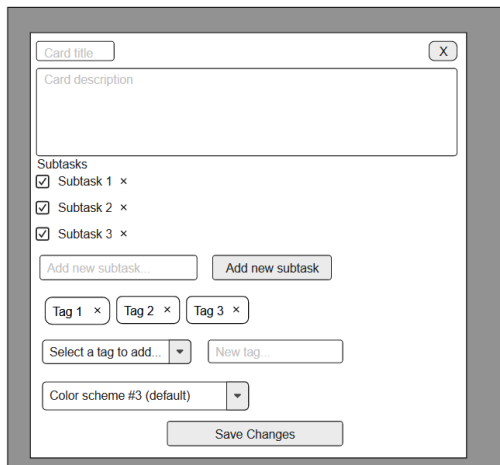 Card title
X
Card description
Subtasks
Subtask 1 ×
Subtask 2 ×
Subtask 3 ×
Add new subtask... Add new subtask
Tag 1 × Tag 2 × Tag 3 ×
Select a tag to add... New tag...
Color scheme #3 (default)
Save Changes